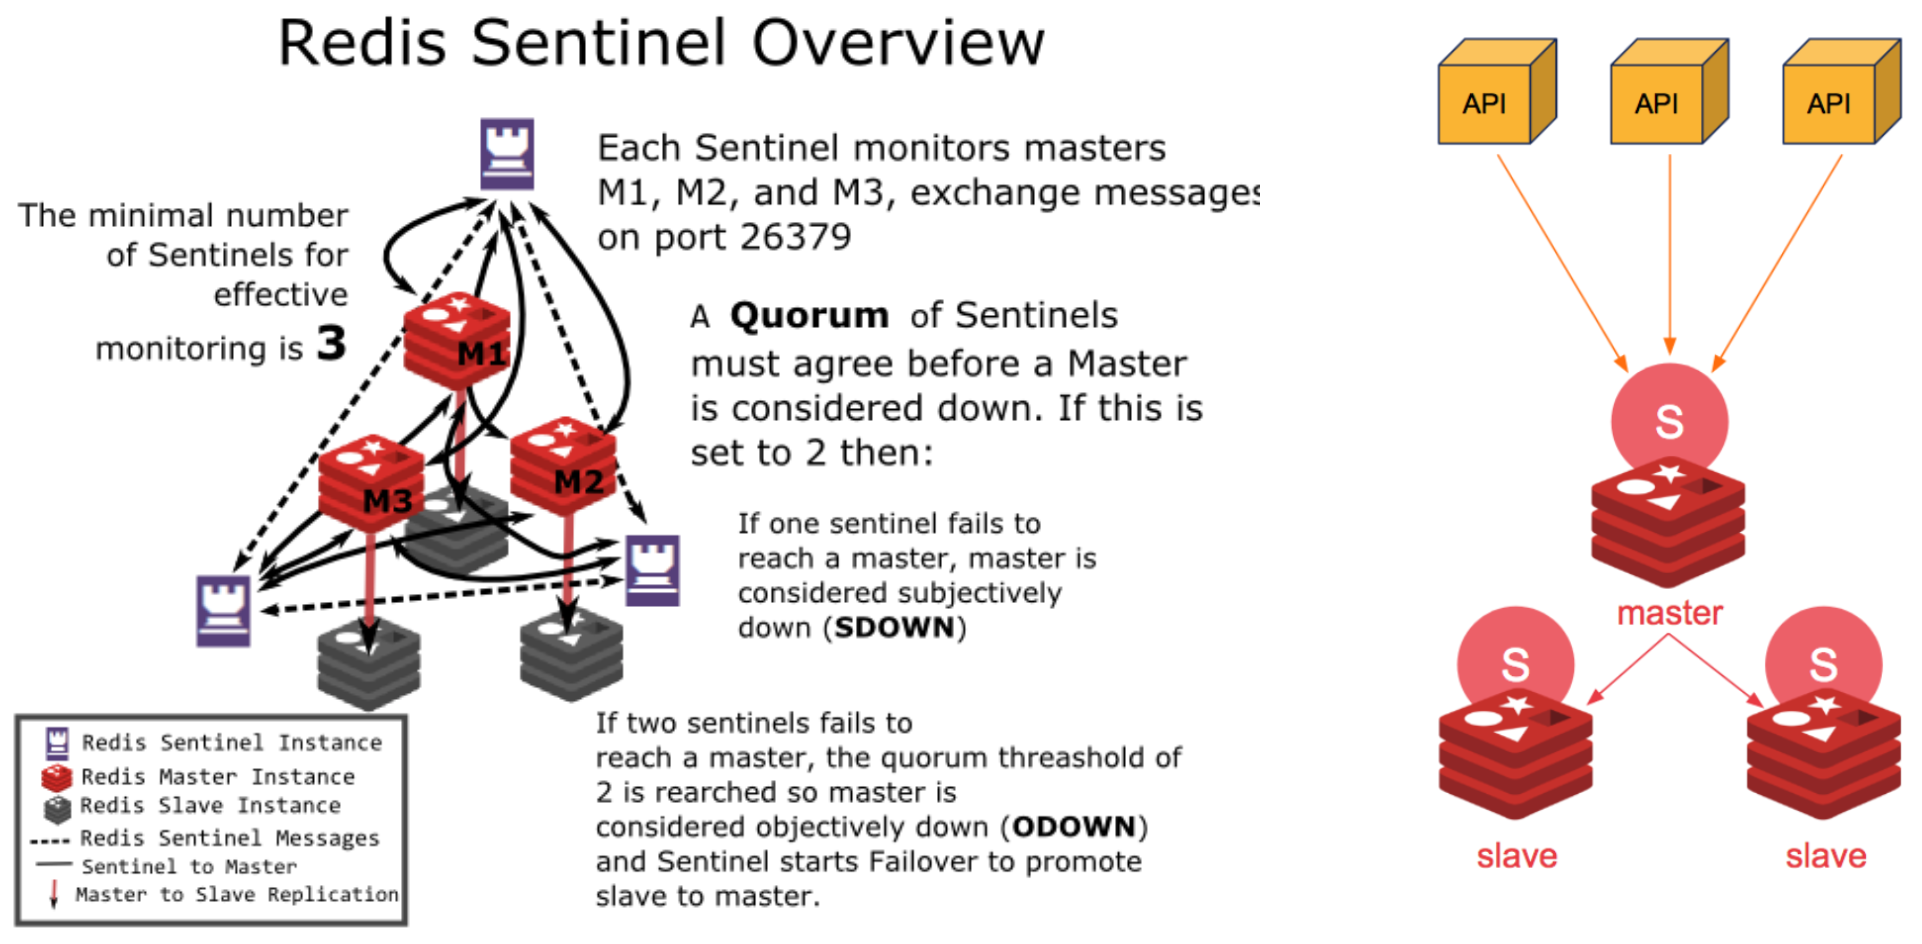 Redis Sentinel Overview
The minimal number
of Sentinels for
effective
monitoring is 3
Each Sentinel monitors masters
M1, M2, and M3, exchange messages
on port 26379
A Quorum of Sentinels
must agree before a Master
is considered down. If this is
set to 2 then:
If one sentinel fails to
reach a master, master is
considered subjectively
down (SDOWN)
If two sentinels fails to
reach a master, the quorum threashold of
2 is rearched so master is
considered objectively down (ODOWN)
and Sentinel starts Failover to promote
slave to master.
M1
M2
M3
Redis Sentinel Instance
Redis Master Instance
Redis Slave Instance
Redis Sentinel Messages
Sentinel to Master
Master to Slave Replication
API
API
API
S
master
S
S
slave
slave